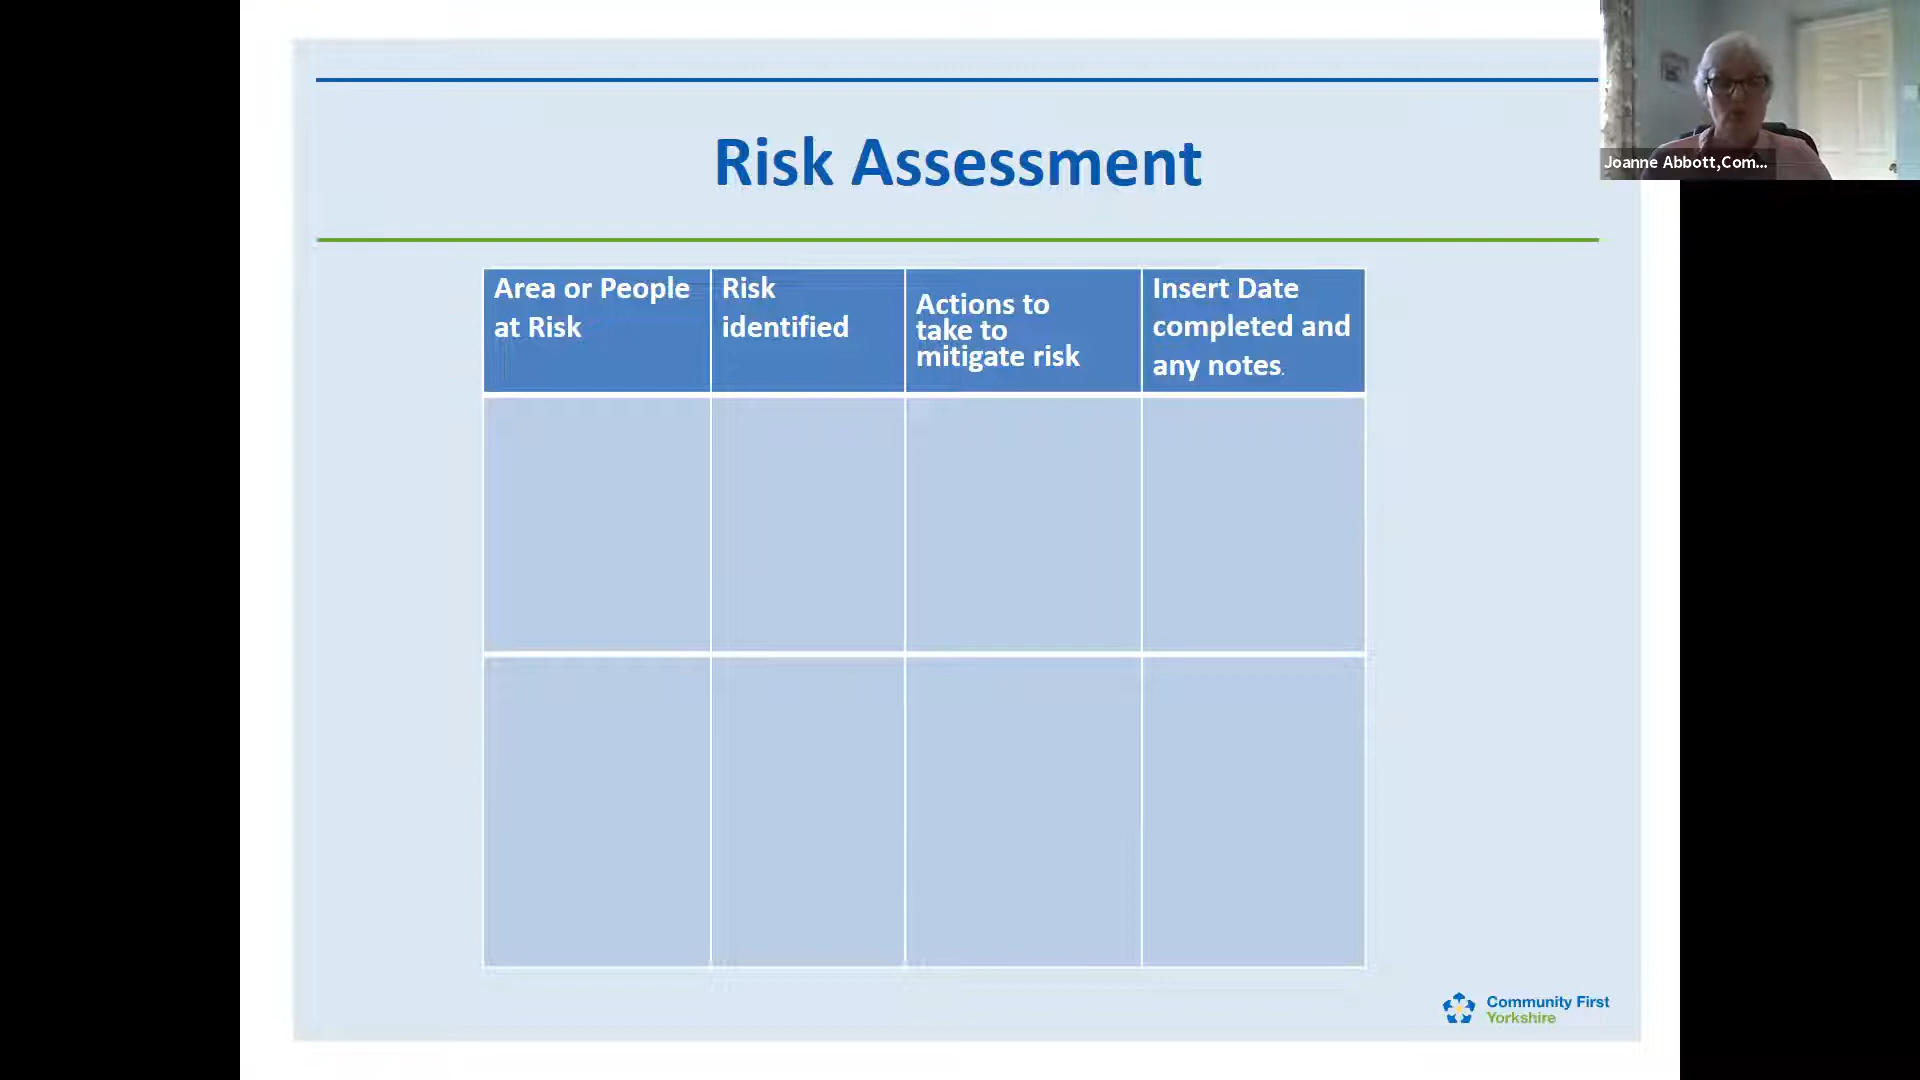 Risk Assessment
Joanne Abbott,Com...
Area or People
at Risk
Risk
identified
Actions to
take to
mitigate risk
Insert Date
completed and
any notes.
Community First
Yorkshire